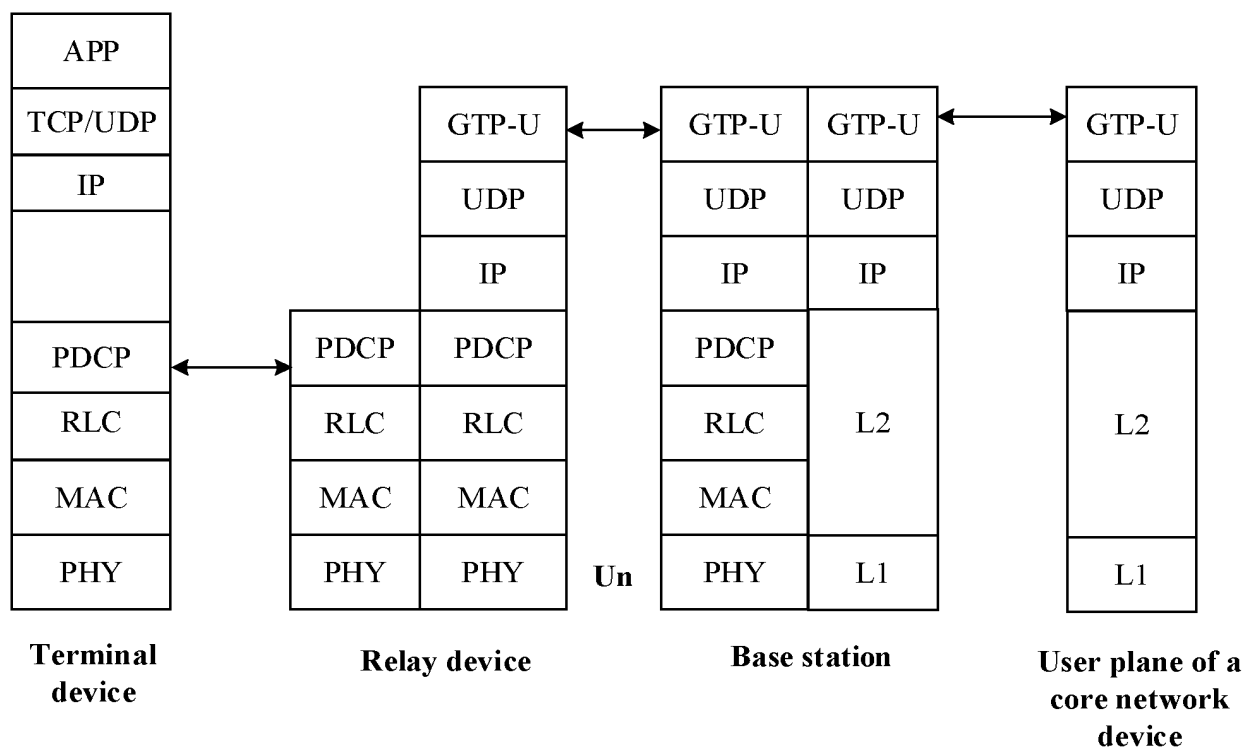 APP
TCP/UDP
IP
PDCP
RLC
MAC
PHY
Terminal
device
PDCP
RLC
MAC
PHY
GTP-U
UDP
IP
PDCP
RLC
MAC
PHY
Relay device
Un
GTP-U
UDP
IP
PDCP
RLC
MAC
PHY
GTP-U
UDP
IP
L2
L1
Base station
GTP-U
UDP
IP
L2
L1
User plane of a
core network
device